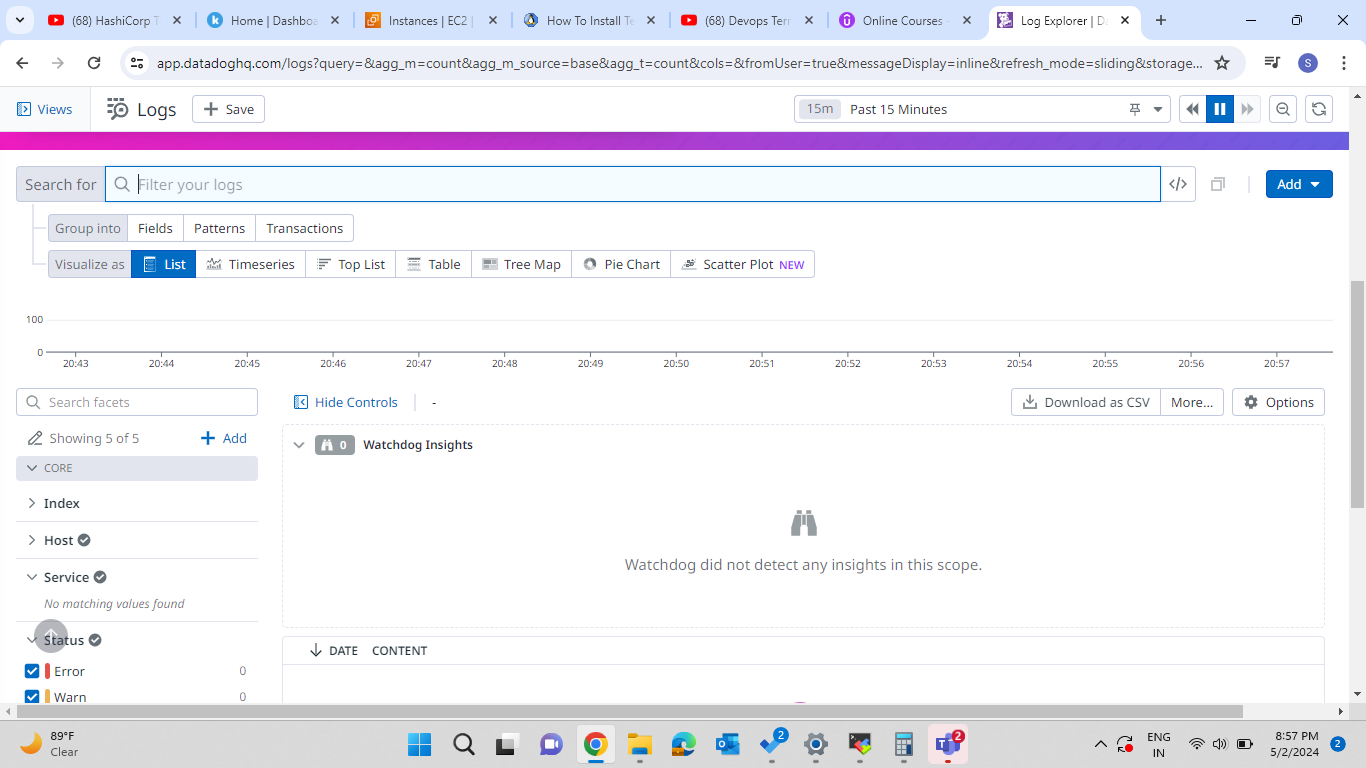 (68) HashiCorp T
Home | Dashboa
Instances | EC2 |
How To Install Te
(68) Devops Terr
Online Courses -
Log Explorer | Da
app.datadoghq.com/logs?query=&agg_m=count&agg_m_source=base&agg_t=count&cols=&fromUser=true&messageDisplay=inline&refresh_mode=sliding&storage...
S
Views
Logs
Save
15m Past 15 Minutes
Search for
Filter your logs
</>
Add
Group into Fields Patterns Transactions
Visualize as List Timeseries Top List Table Tree Map Pie Chart Scatter Plot NEW
100
0
20:43 20:44 20:45 20:46 20:47 20:48 20:49 20:50 20:51 20:52 20:53 20:54 20:55 20:56 20:57
Search facets
Hide Controls
-
Download as CSV More... Options
Showing 5 of 5
Add
0 Watchdog Insights
CORE
Index
Host
Watchdog did not detect any insights in this scope.
Service
No matching values found
Status
DATE CONTENT
Error 0
Warn 0
89°F
Clear
2
2
ENG
IN
8:57 PM
5/2/2024
2